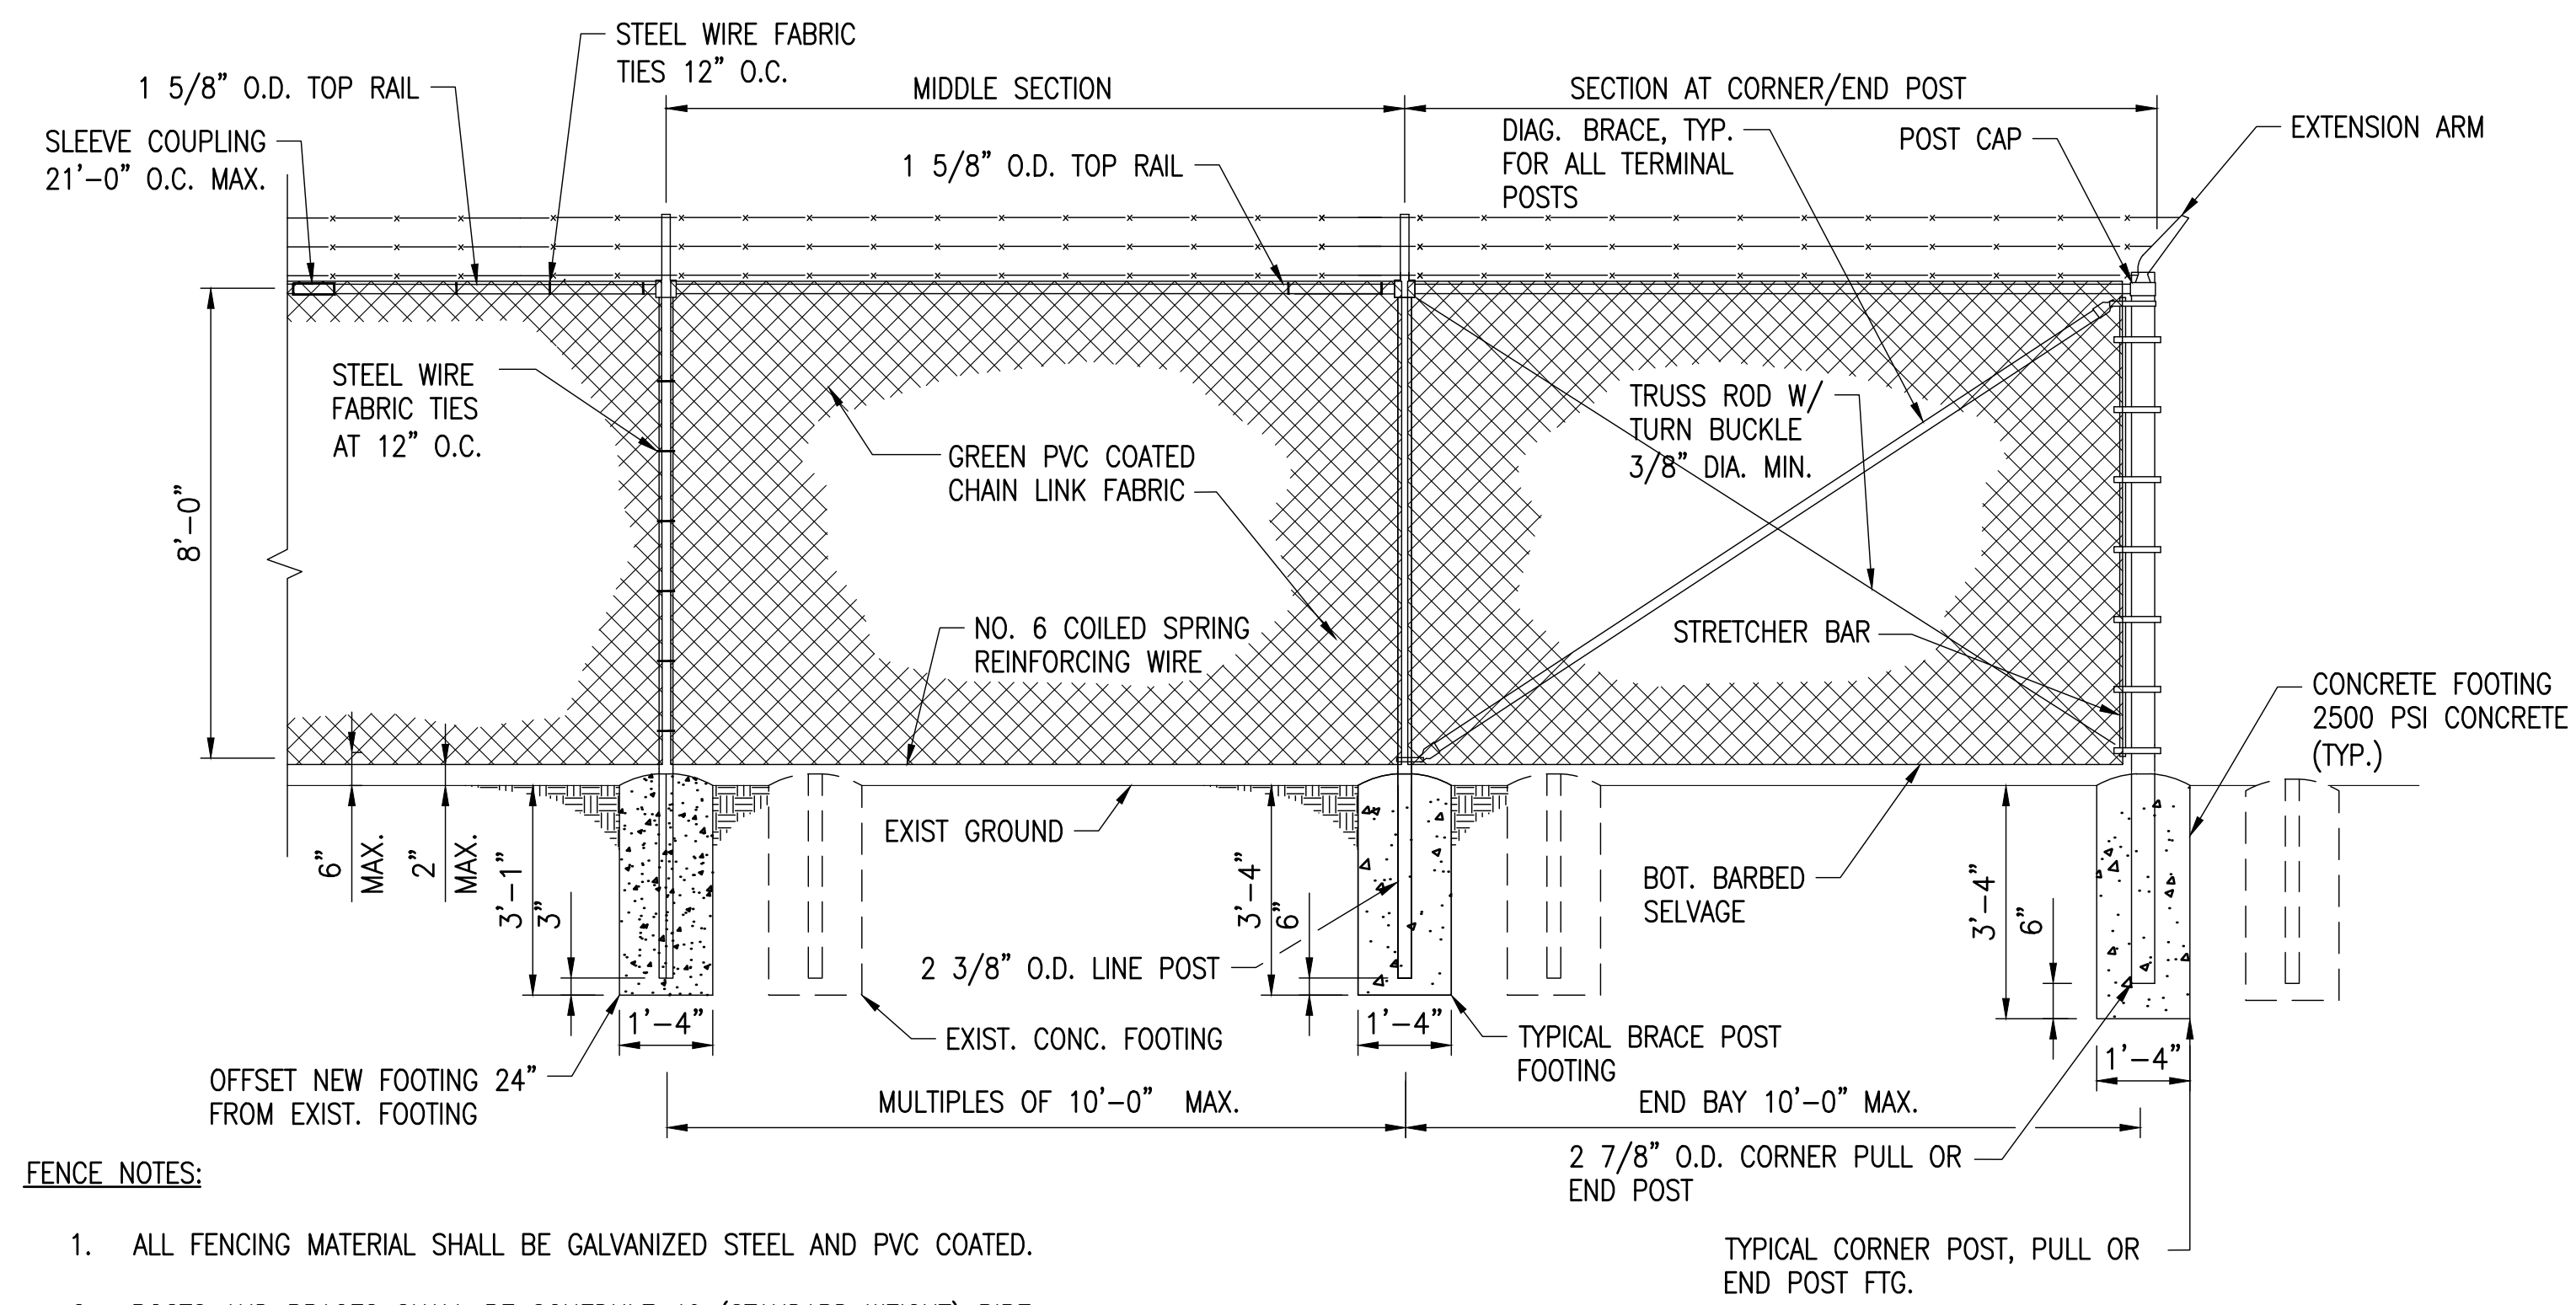 STEEL WIRE FABRIC
TIES 12" O.C.
1 5/8" O.D. TOP RAIL
SLEEVE COUPLING
21'-0" O.C. MAX.
MIDDLE SECTION
SECTION AT CORNER/END POST
1 5/8" O.D. TOP RAIL
DIAG. BRACE, TYP.
FOR ALL TERMINAL
POSTS
POST CAP
EXTENSION ARM
STEEL WIRE
FABRIC TIES
AT 12" O.C.
GREEN PVC COATED
CHAIN LINK FABRIC
TRUSS ROD W/
TURN BUCKLE
3/8" DIA. MIN.
8'-0"
NO. 6 COILED SPRING
REINFORCING WIRE
STRETCHER BAR
CONCRETE FOOTING
2500 PSI CONCRETE
(TYP.)
6"
MAX.
2"
MAX.
3'-1"
3"
EXIST GROUND
3'-4"
6"
BOT. BARBED
SELVAGE
3'-4"
6"
2 3/8" O.D. LINE POST
1'-4"
1'-4"
1'-4"
EXIST. CONC. FOOTING
TYPICAL BRACE POST
FOOTING
OFFSET NEW FOOTING 24"
FROM EXIST. FOOTING
MULTIPLES OF 10'-0" MAX.
END BAY 10'-0" MAX.
2 7/8" O.D. CORNER PULL OR
END POST
TYPICAL CORNER POST, PULL OR
END POST FTG.
FENCE NOTES:
1. ALL FENCING MATERIAL SHALL BE GALVANIZED STEEL AND PVC COATED.